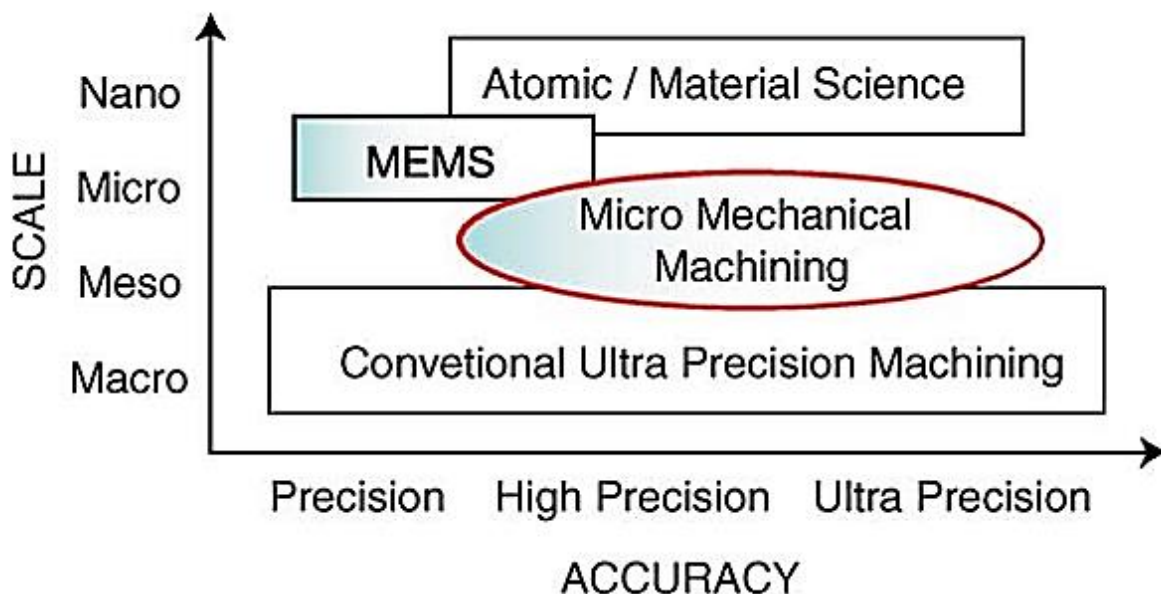 SCALE
Nano
Micro
Meso
Macro
Atomic / Material Science
MEMS
Micro Mechanical
Machining
Convetional Ultra Precision Machining
Precision
High Precision
Ultra Precision
ACCURACY